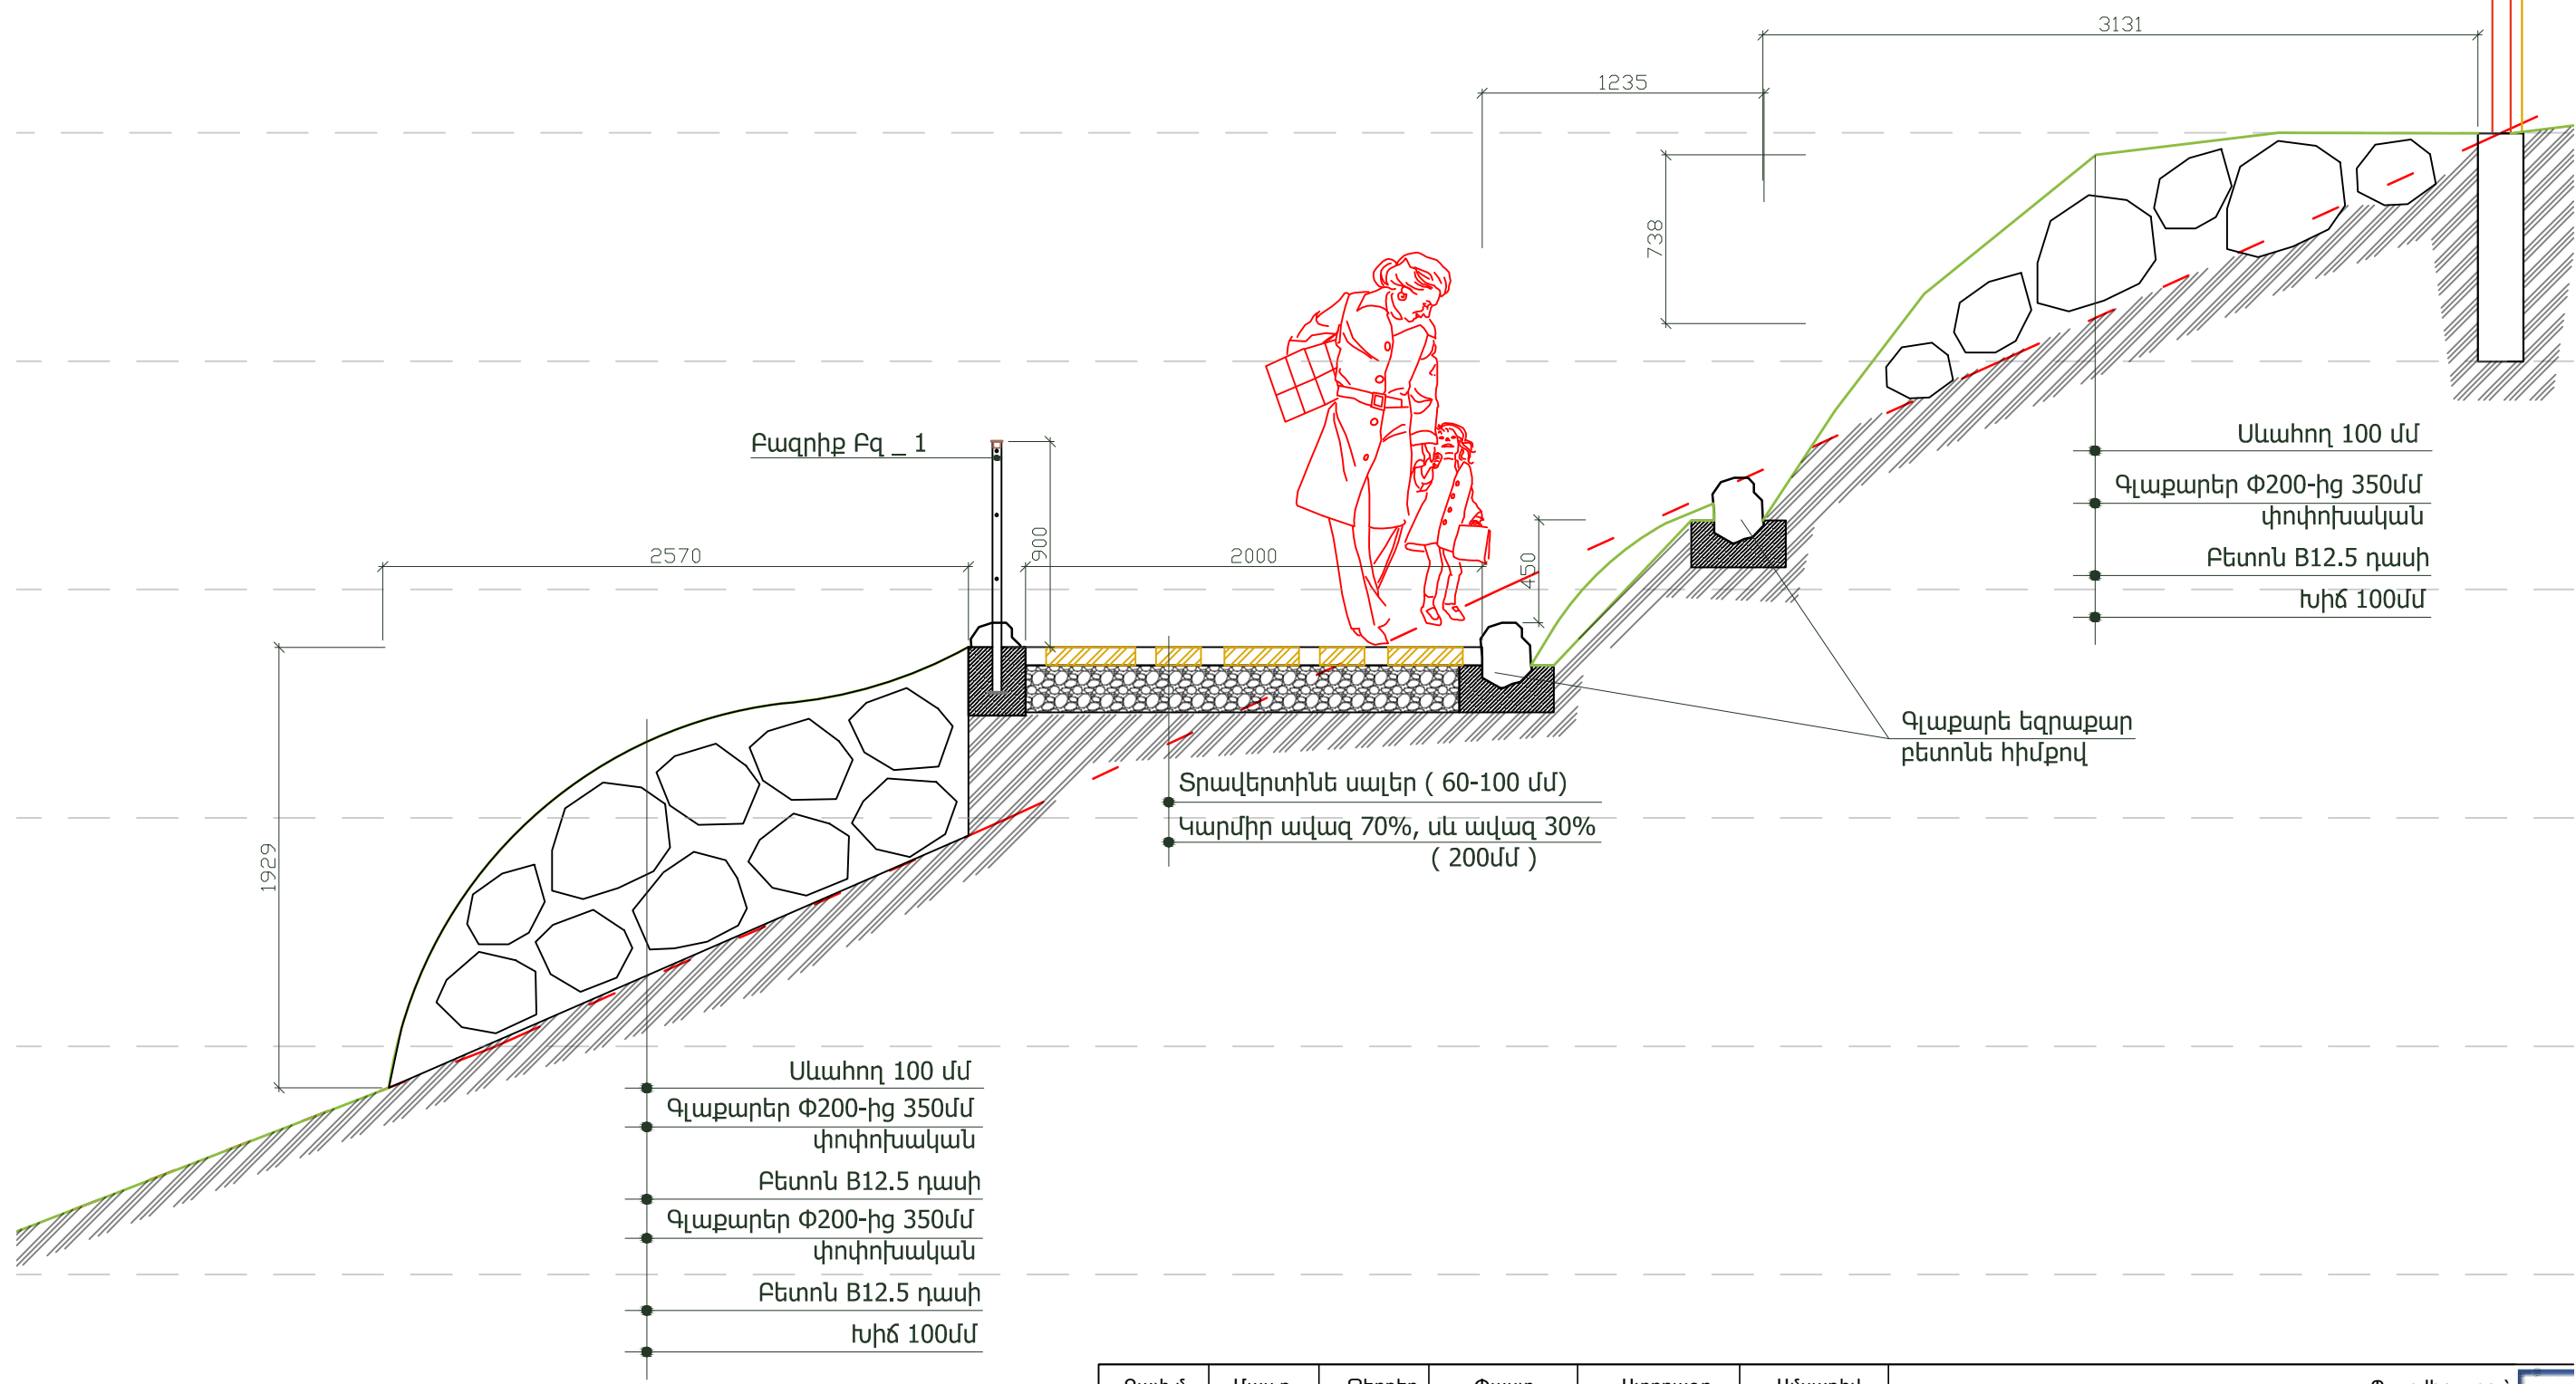 3131
1235
738
Բազրիք Բզ _ 1
900
2570
2000
450
1929
Սևահող 100 մմ
Գլաքարեր Փ200-ից 350մմ
փոփոխական
Բետոն B12.5 դասի
Խիճ 100մմ
Գլաքարե եզրաքար
բետոնե հիմքով
Տրավերտինե սալեր ( 60-100 մմ)
Կարմիր ավազ 70%, սև ավազ 30%
( 200մմ )
Սևահող 100 մմ
Գլաքարեր Փ200-ից 350մմ
փոփոխական
Բետոն B12.5 դասի
Գլաքարեր Փ200-ից 350մմ
փոփոխական
Բետոն B12.5 դասի
Խիճ 100մմ